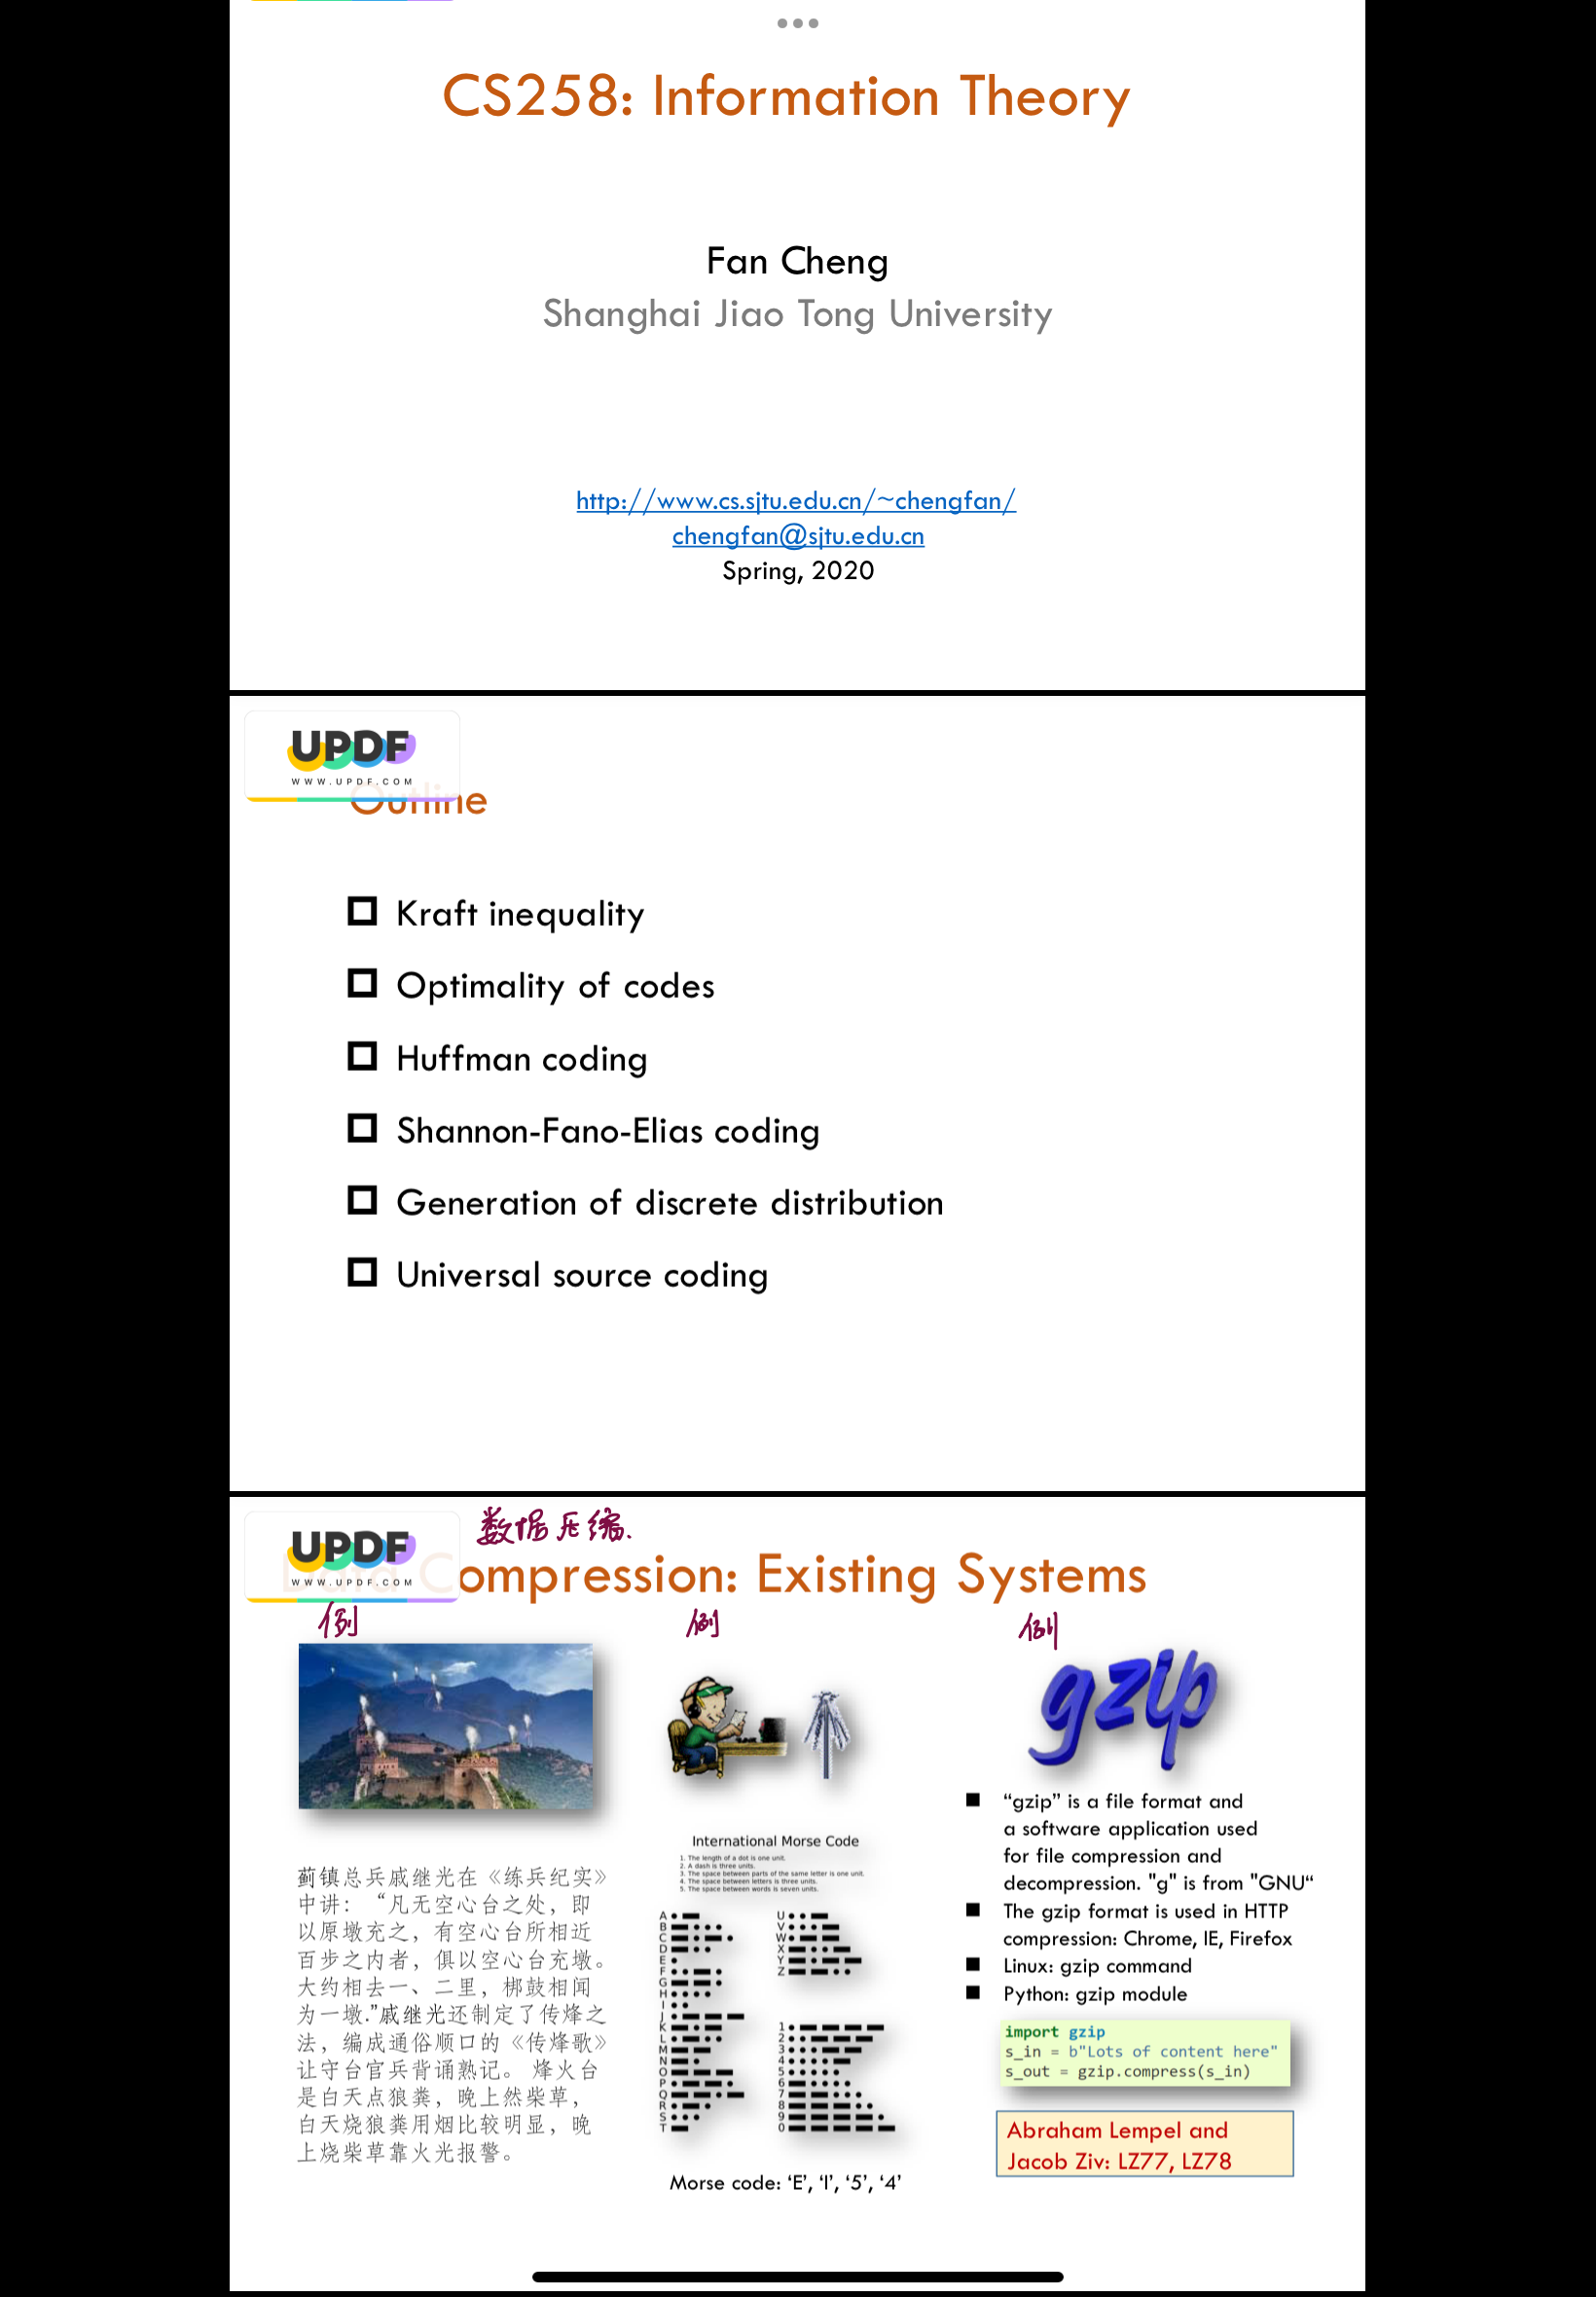 CS258: Information Theory
Fan Cheng
Shanghai Jiao Tong University
http://www.cs.sjtu.edu.cn/~chengfan/
chengfan@sjtu.edu.cn
Spring, 2020
UPDF
WWW.UPDF.COM
Outline
Kraft inequality
Optimality of codes
Huffman coding
Shannon-Fano-Elias coding
Generation of discrete distribution
Universal source coding
UPDF
WWW.UPDF.COM
数据压缩.
Data Compression: Existing Systems
例
例
例
gzip
蓟镇总兵戚继光在《练兵纪实》
中讲：“凡无空心台之处，即
以原墩充之，有空心台所相近
百步之内者，俱以空心台充墩。
大约相去一、二里，梆鼓相闻
为一墩.”戚继光还制定了传烽之
法，编成通俗顺口的《传烽歌》
让守台官兵背诵熟记。 烽火台
是白天点狼粪，晚上然柴草，
白天烧狼粪用烟比较明显，晚
上烧柴草靠火光报警。
International Morse Code
1. The length of a dot is one unit.
2. A dash is three units.
3. The space between parts of the same letter is one unit.
4. The space between letters is three units.
5. The space between words is seven units.
A
B
C
D
E
F
G
H
I
J
K
L
M
N
O
P
Q
R
S
T
U
V
W
X
Y
Z
1
2
3
4
5
6
7
8
9
0
Morse code: ‘E’, ‘I’, ‘5’, ‘4’
“gzip” is a file format and
a software application used
for file compression and
decompression. "g" is from "GNU“
The gzip format is used in HTTP
compression: Chrome, IE, Firefox
Linux: gzip command
Python: gzip module
import gzip
s_in = b"Lots of content here"
s_out = gzip.compress(s_in)
Abraham Lempel and
Jacob Ziv: LZ77, LZ78